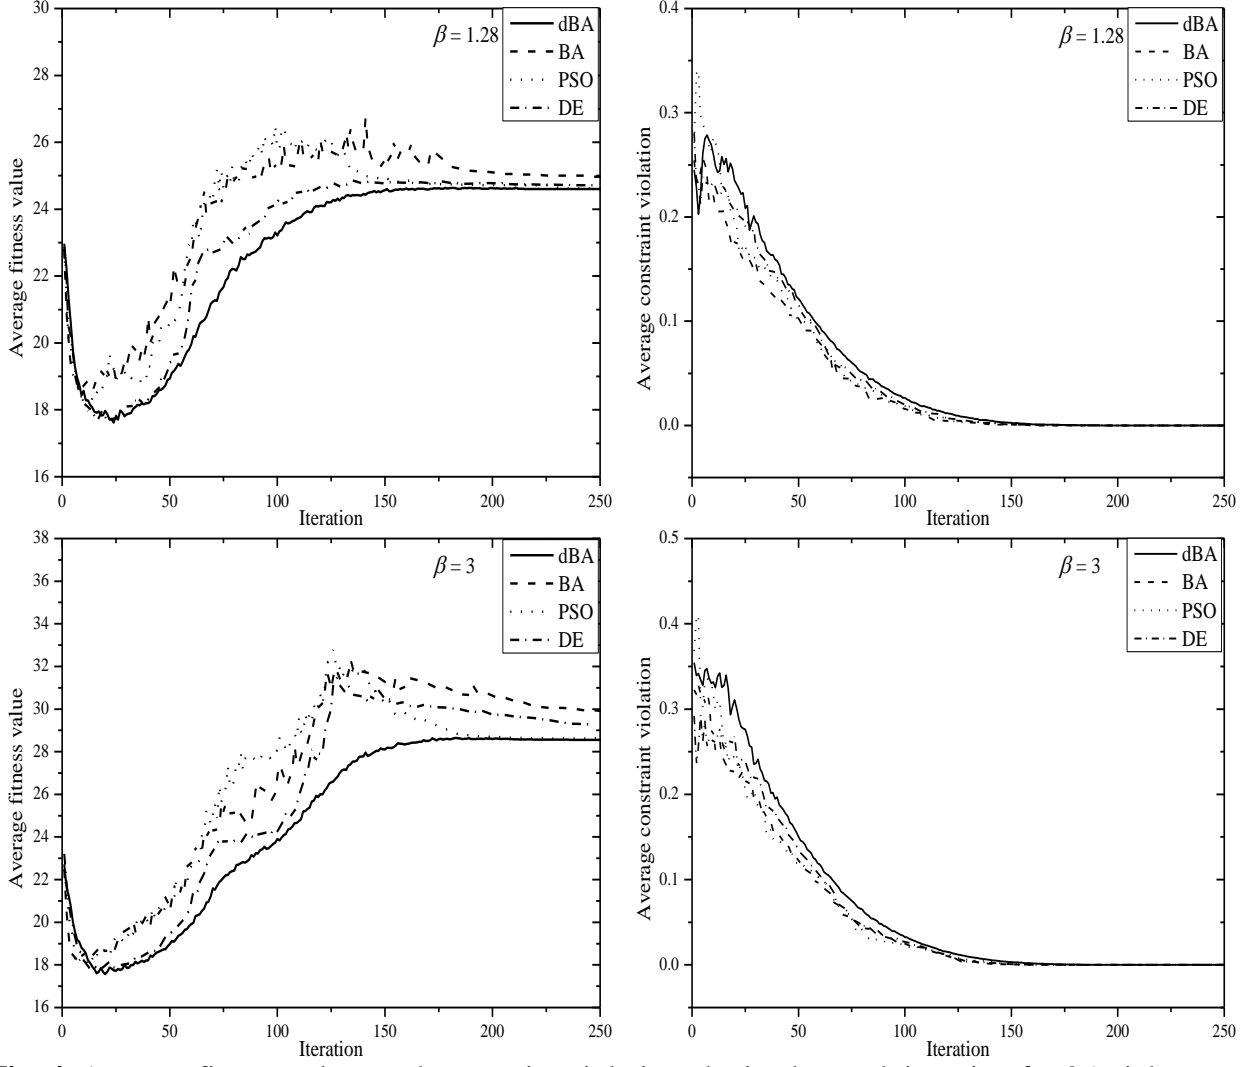 30
28
26
24
22
20
18
16
Average fitness value
β = 1.28
dBA
BA
PSO
DE
0
50
100
150
200
250
Iteration
0.4
0.3
0.2
0.1
0.0
Average constraint violation
β = 1.28
dBA
BA
PSO
DE
0
50
100
150
200
250
Iteration
38
36
34
32
30
28
26
24
22
20
18
16
Average fitness value
β = 3
dBA
BA
PSO
DE
0
50
100
150
200
250
Iteration
0.5
0.4
0.3
0.2
0.1
0.0
Average constraint violation
β = 3
dBA
BA
PSO
DE
0
50
100
150
200
250
Iteration